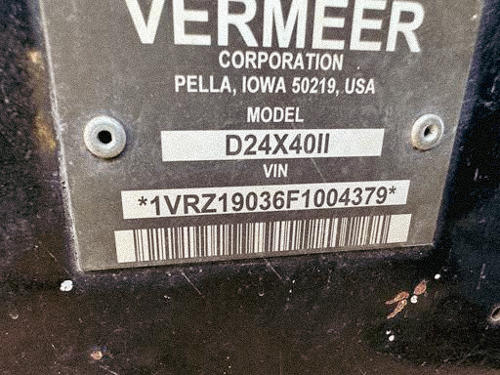 VERMEER
CORPORATION
PELLA, IOWA 50219, USA
MODEL
D24X40II
VIN
*1VRZ19036F1004379*